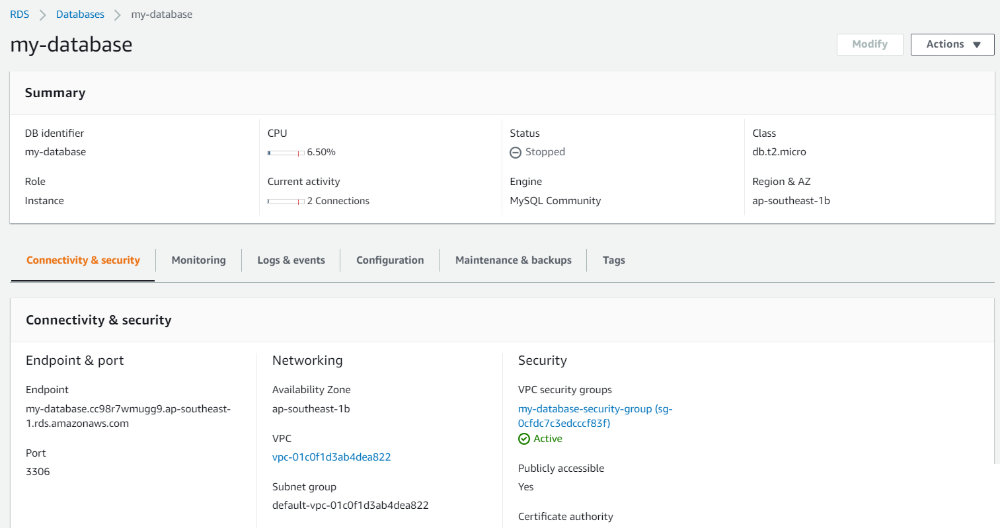 RDS > Databases > my-database
my-database
Modify
Actions
Summary
DB identifier
my-database
CPU
6.50%
Status
Stopped
Class
db.t2.micro
Role
Instance
Current activity
2 Connections
Engine
MySQL Community
Region & AZ
ap-southeast-1b
Connectivity & security
Monitoring
Logs & events
Configuration
Maintenance & backups
Tags
Connectivity & security
Endpoint & port
Endpoint
my-database.cc98r7wmugg9.ap-southeast-
1.rds.amazonaws.com
Port
3306
Networking
Availability Zone
ap-southeast-1b
VPC
vpc-01c0f1d3ab4dea822
Subnet group
default-vpc-01c0f1d3ab4dea822
Security
VPC security groups
my-database-security-group (sg-
0cfdc7c3edcccf83f)
Active
Publicly accessible
Yes
Certificate authority